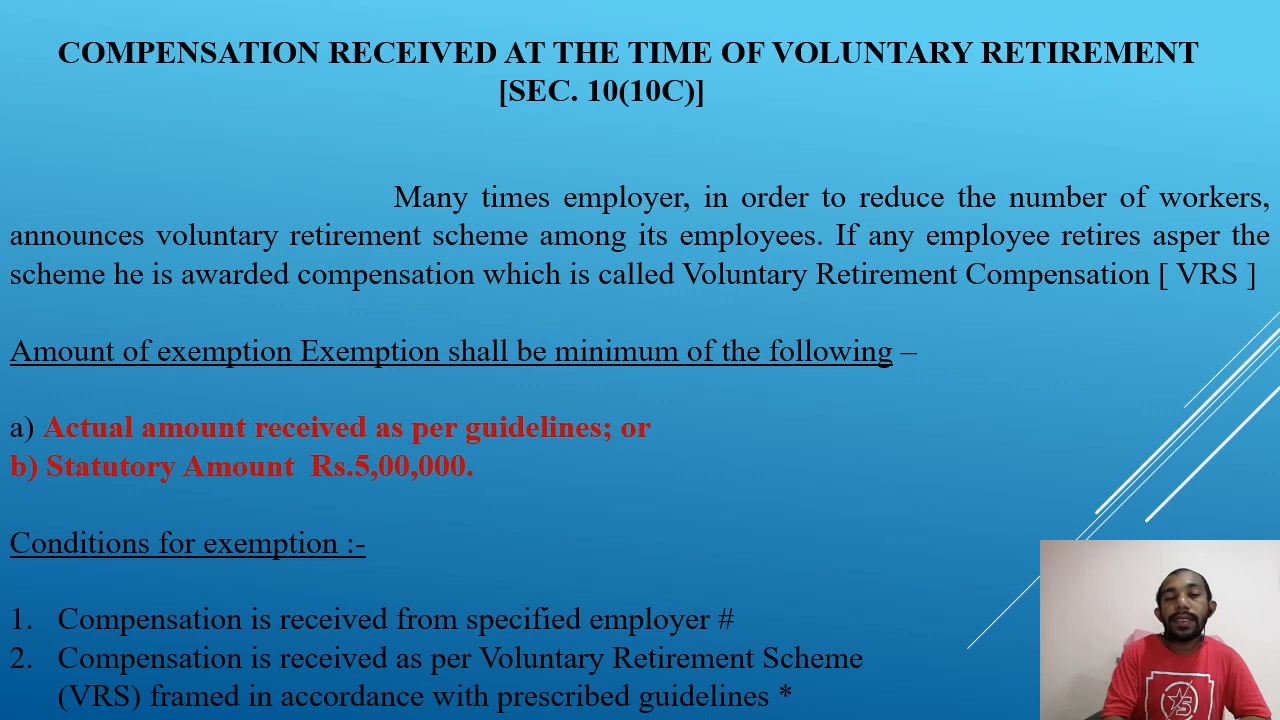 COMPENSATION RECEIVED AT THE TIME OF VOLUNTARY RETIREMENT
[SEC. 10(10C)]
Many times employer, in order to reduce the number of workers,
announces voluntary retirement scheme among its employees. If any employee retires asper the
scheme he is awarded compensation which is called Voluntary Retirement Compensation [ VRS ]
Amount of exemption Exemption shall be minimum of the following –
a) Actual amount received as per guidelines; or
b) Statutory Amount Rs.5,00,000.
Conditions for exemption :-
1. Compensation is received from specified employer #
2. Compensation is received as per Voluntary Retirement Scheme
(VRS) framed in accordance with prescribed guidelines *